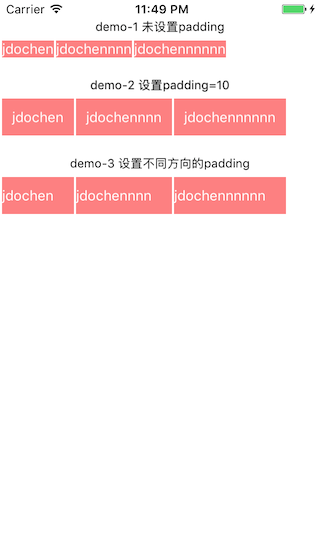 Carrier 11:49 PM
demo-1 未设置padding
jdochen jdochennnn jdochennnnnn
demo-2 设置padding=10
jdochen jdochennnn jdochennnnnn
demo-3 设置不同方向的padding
jdochen jdochennnn jdochennnnnn